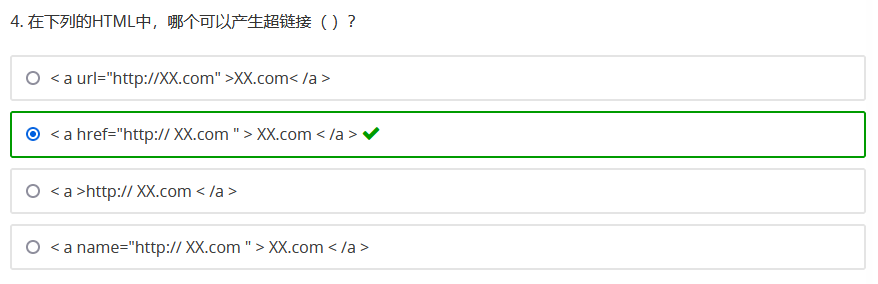 4. 在下列的HTML中，哪个可以产生超链接（ ）？
< a url="http://XX.com" >XX.com< /a >
< a href="http:// XX.com " > XX.com < /a >
< a >http:// XX.com < /a >
< a name="http:// XX.com " > XX.com < /a >